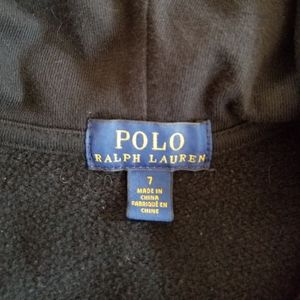 POLO
RALPH LAUREN
7
MADE IN
CHINA
FABRIQUÉ EN
CHINE